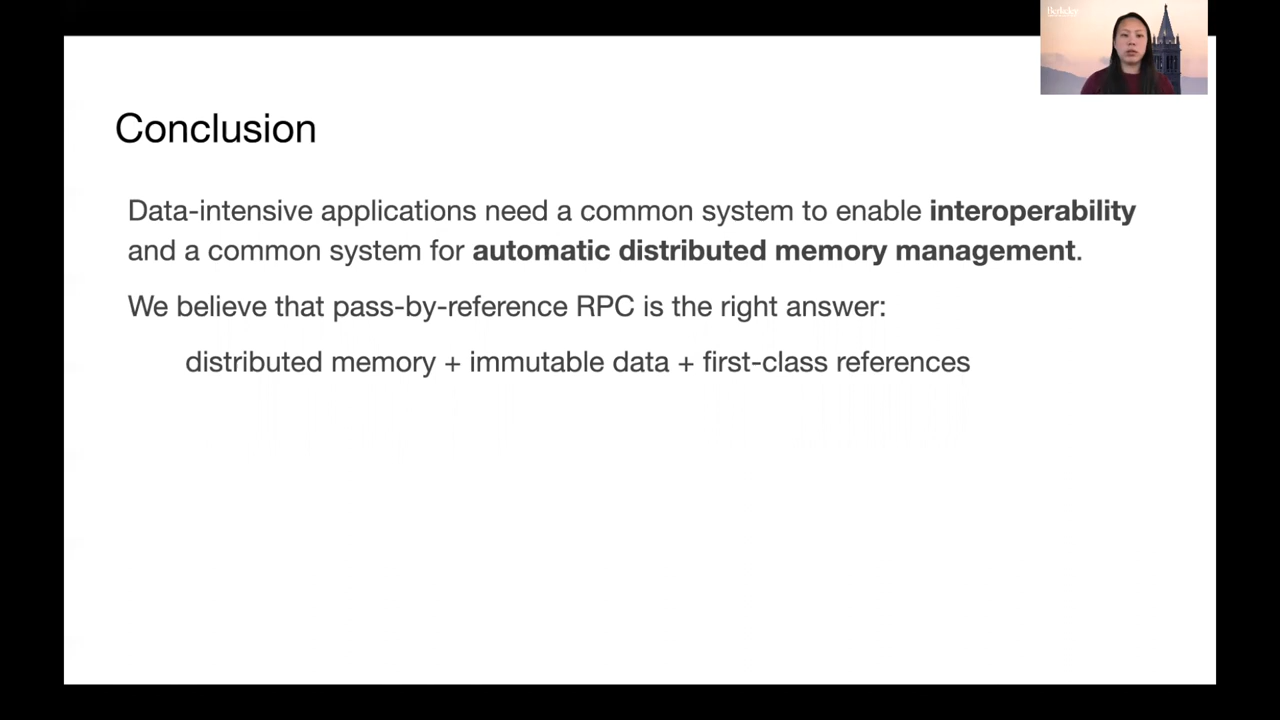 Berkeley
Conclusion
Data-intensive applications need a common system to enable interoperability
and a common system for automatic distributed memory management.
We believe that pass-by-reference RPC is the right answer:
distributed memory + immutable data + first-class references